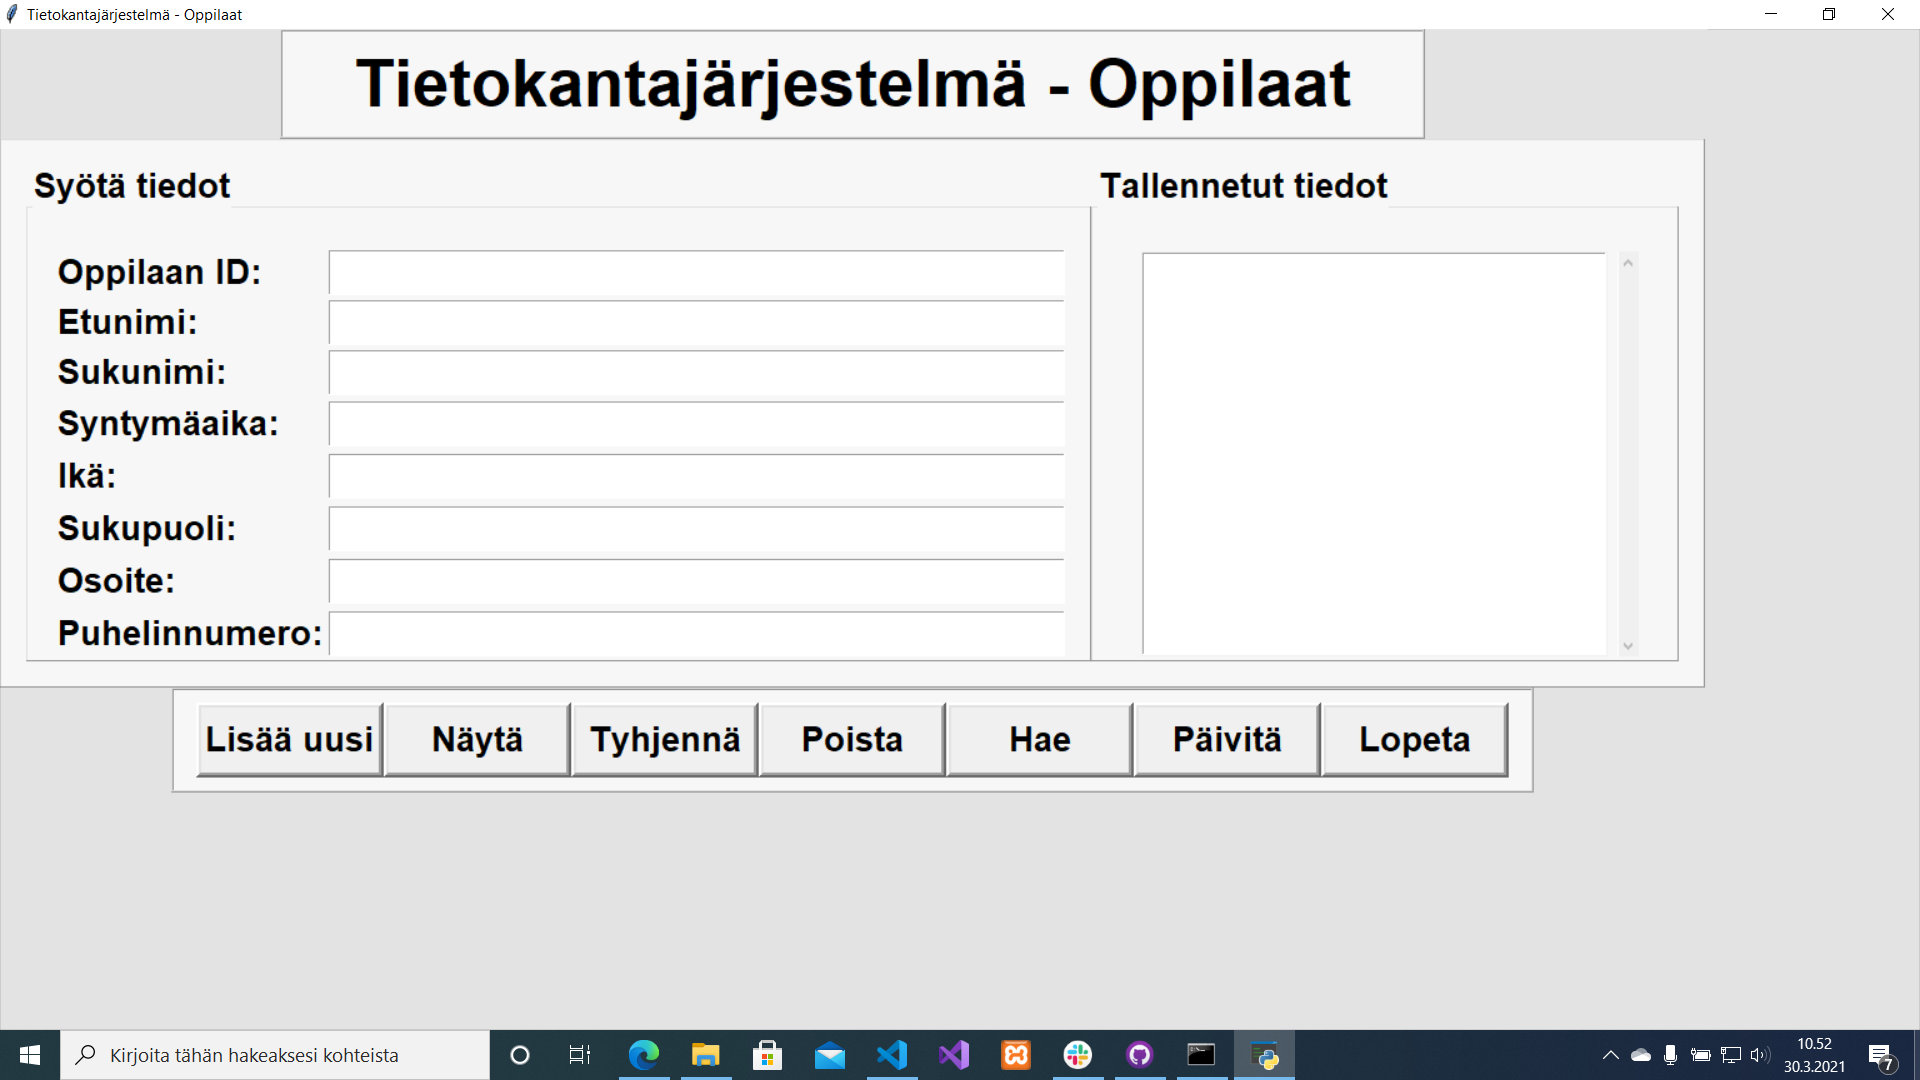 Tietokantajärjestelmä - Oppilaat
Tietokantajärjestelmä - Oppilaat
Syötä tiedot
Tallennetut tiedot
Oppilaan ID:
Etunimi:
Sukunimi:
Syntymäaika:
Ikä:
Sukupuoli:
Osoite:
Puhelinnumero:
Lisää uusi
Näytä
Tyhjennä
Poista
Hae
Päivitä
Lopeta
Kirjoita tähän hakeaksesi kohteista
10.52
30.3.2021
7